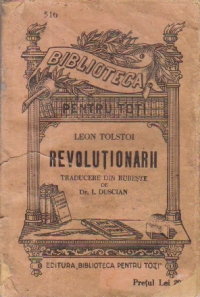 516
BIBLIOTECA
PENTRU TOȚI
LEON TOLSTOI
REVOLUȚIONARII
TRADUCERE DIN RUSEȘTE
DE
Dr. I. DUSCIAN
EDITURA „BIBLIOTECA PENTRU TOȚI”
Prețul Lei